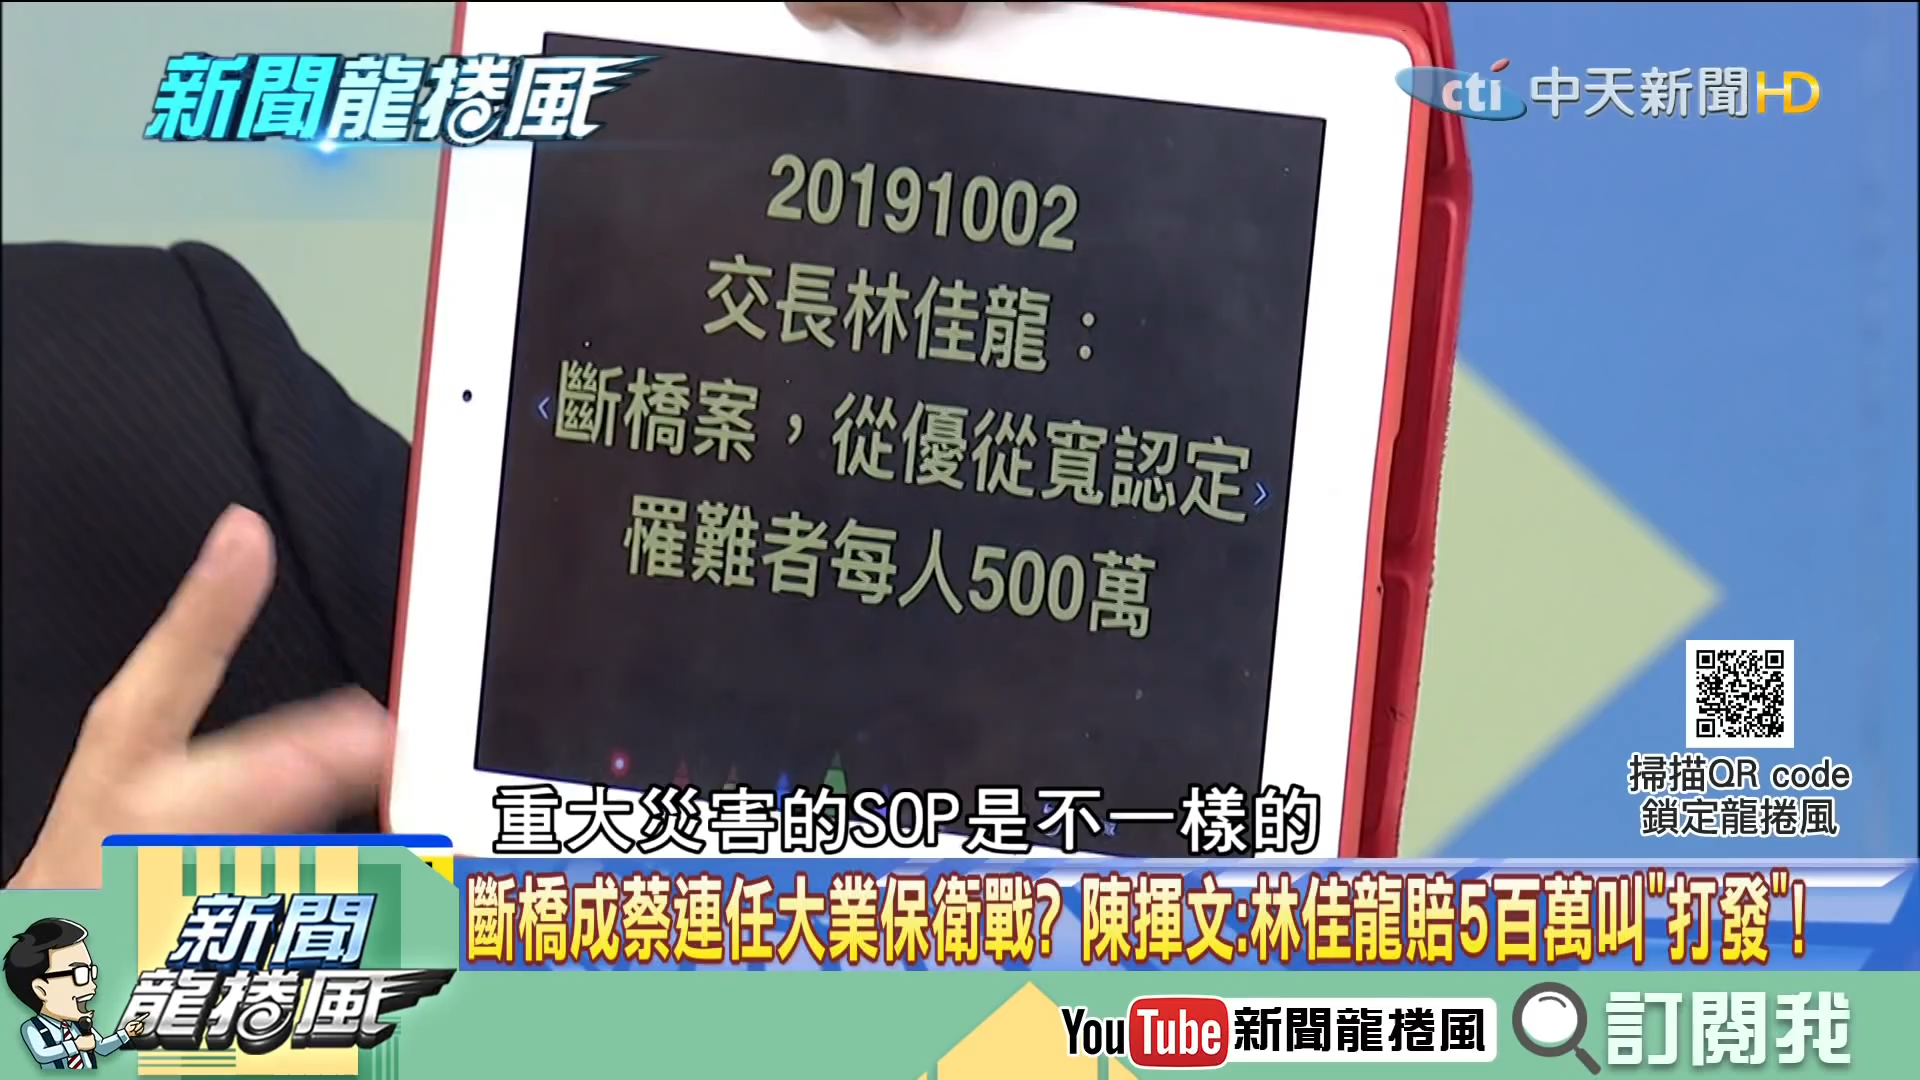 新聞龍捲風
cti 中天新聞HD
20191002
交長林佳龍：
斷橋案，從優從寬認定
罹難者每人500萬
掃描QR code
鎖定龍捲風
重大災害的SOP是不一樣的
斷橋成蔡連任大業保衛戰? 陳揮文:林佳龍賠5百萬叫"打發"!
新聞
龍捲風
YouTube 新聞龍捲風 訂閱我